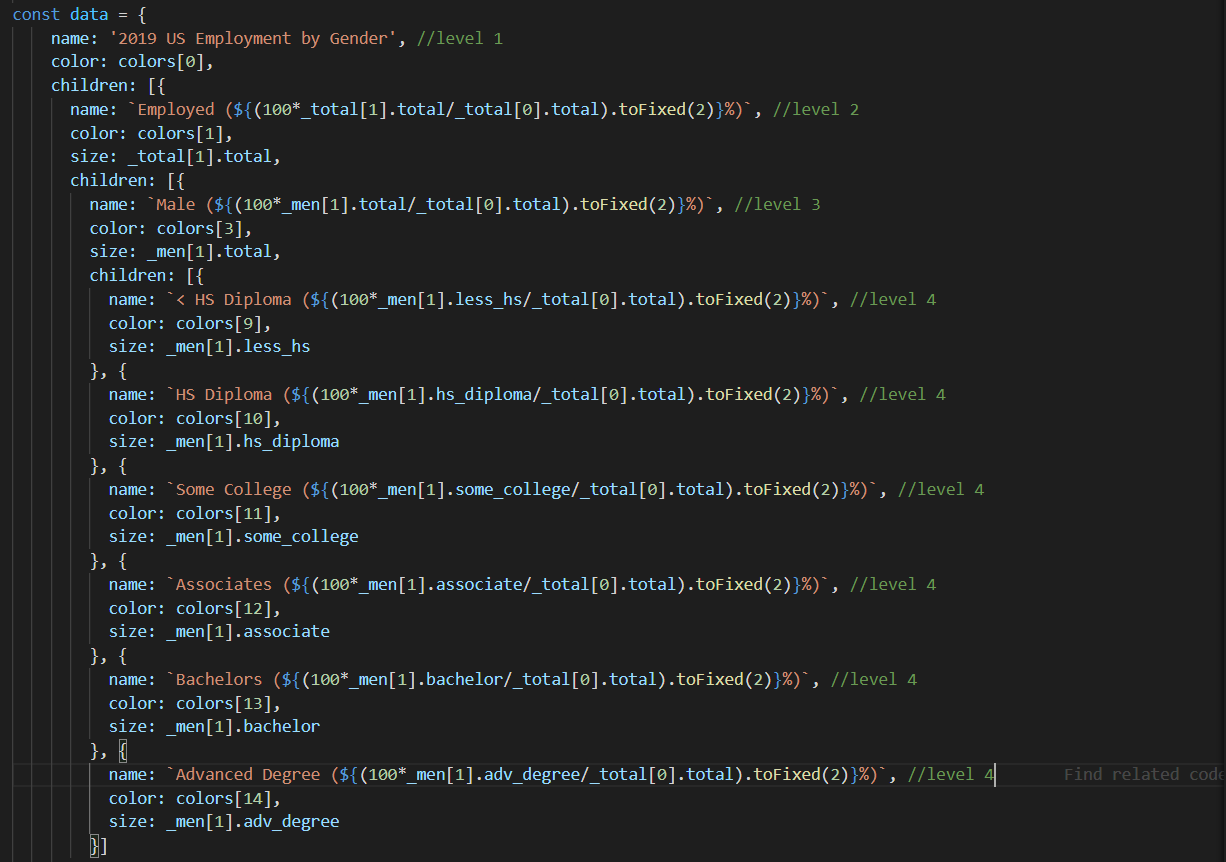 const data = {
    name: '2019 US Employment by Gender', //level 1
    color: colors[0],
    children: [{
      name: `Employed (${(100*_total[1].total/_total[0].total).toFixed(2)}%)`, //level 2
      color: colors[1],
      size: _total[1].total,
      children: [{
        name: `Male (${(100*_men[1].total/_total[0].total).toFixed(2)}%)`, //level 3
        color: colors[3],
        size: _men[1].total,
        children: [{
          name: `< HS Diploma (${(100*_men[1].less_hs/_total[0].total).toFixed(2)}%)`, //level 4
          color: colors[9],
          size: _men[1].less_hs
        }, {
          name: `HS Diploma (${(100*_men[1].hs_diploma/_total[0].total).toFixed(2)}%)`, //level 4
          color: colors[10],
          size: _men[1].hs_diploma
        }, {
          name: `Some College (${(100*_men[1].some_college/_total[0].total).toFixed(2)}%)`, //level 4
          color: colors[11],
          size: _men[1].some_college
        }, {
          name: `Associates (${(100*_men[1].associate/_total[0].total).toFixed(2)}%)`, //level 4
          color: colors[12],
          size: _men[1].associate
        }, {
          name: `Bachelors (${(100*_men[1].bachelor/_total[0].total).toFixed(2)}%)`, //level 4
          color: colors[13],
          size: _men[1].bachelor
        }, {
          name: `Advanced Degree (${(100*_men[1].adv_degree/_total[0].total).toFixed(2)}%)`, //level 4 Find related code
          color: colors[14],
          size: _men[1].adv_degree
        }]